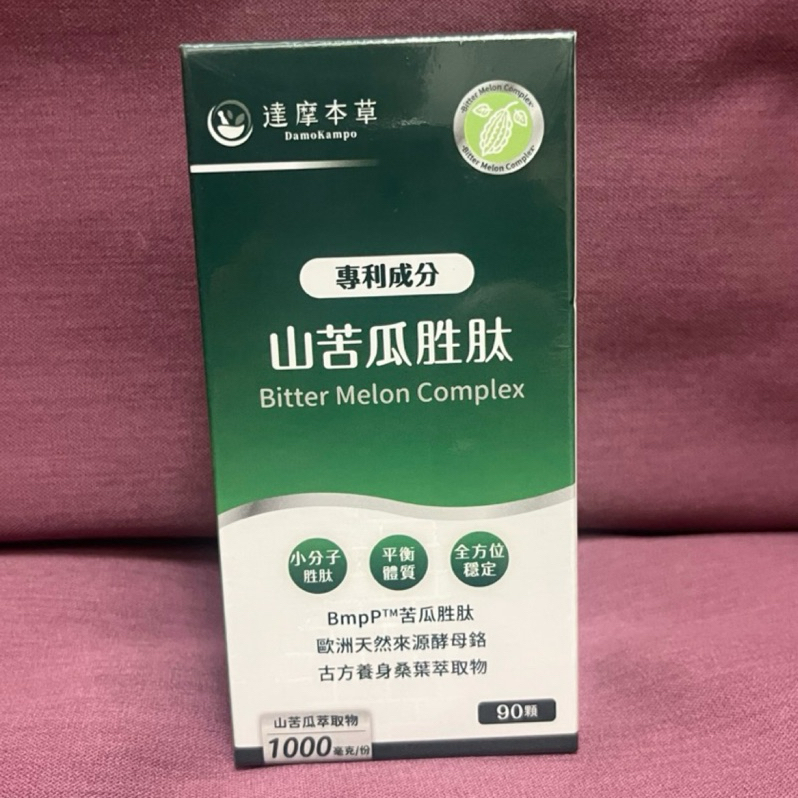 達摩本草
DamoKampo
Bitter Melon Complex
Bitter Melon Complex
專利成分
山苦瓜胜肽
Bitter Melon Complex
小分子
胜肽
平衡
體質
全方位
穩定
BmpP™苦瓜胜肽
歐洲天然來源酵母鉻
古方養身桑葉萃取物
90顆
山苦瓜萃取物
1000毫克/份